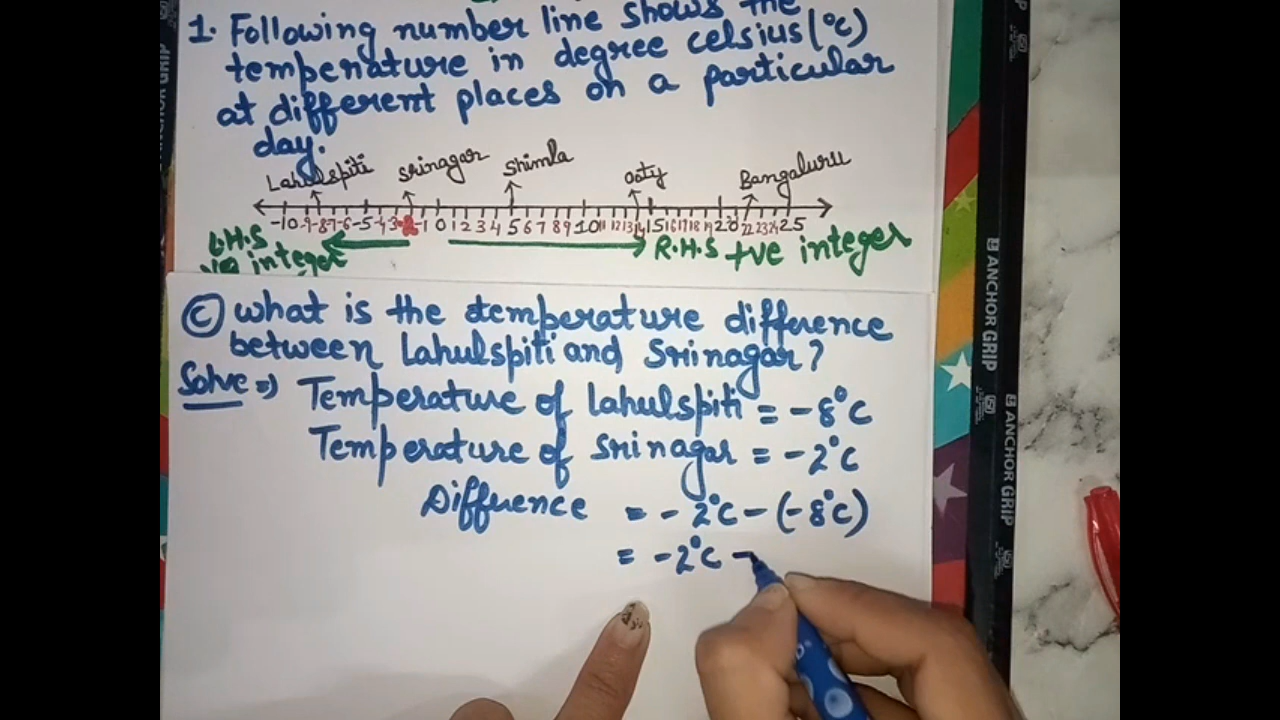 1. Following number line shows the
temperature in degree celsius (°C)
at different places on a particular
day.
Lahulspiti Srinagar Shimla Ooty Bangaluru
-10 -9 -8 -7 -6 -5 -4 -3 -2 -1 0 1 2 3 4 5 6 7 8 9 10 11 12 13 14 15 16 17 18 19 20 22 23 24 25
L.H.S R.H.S +ve integer
integer
(C) What is the temperature difference
between Lahulspiti and Srinagar?
Solve => Temperature of Lahulspiti = -8°C
Temperature of Srinagar = -2°C
Difference = -2°C - (-8°C)
= -2°C -
ANCHOR GRIP
ANCHOR GRIP